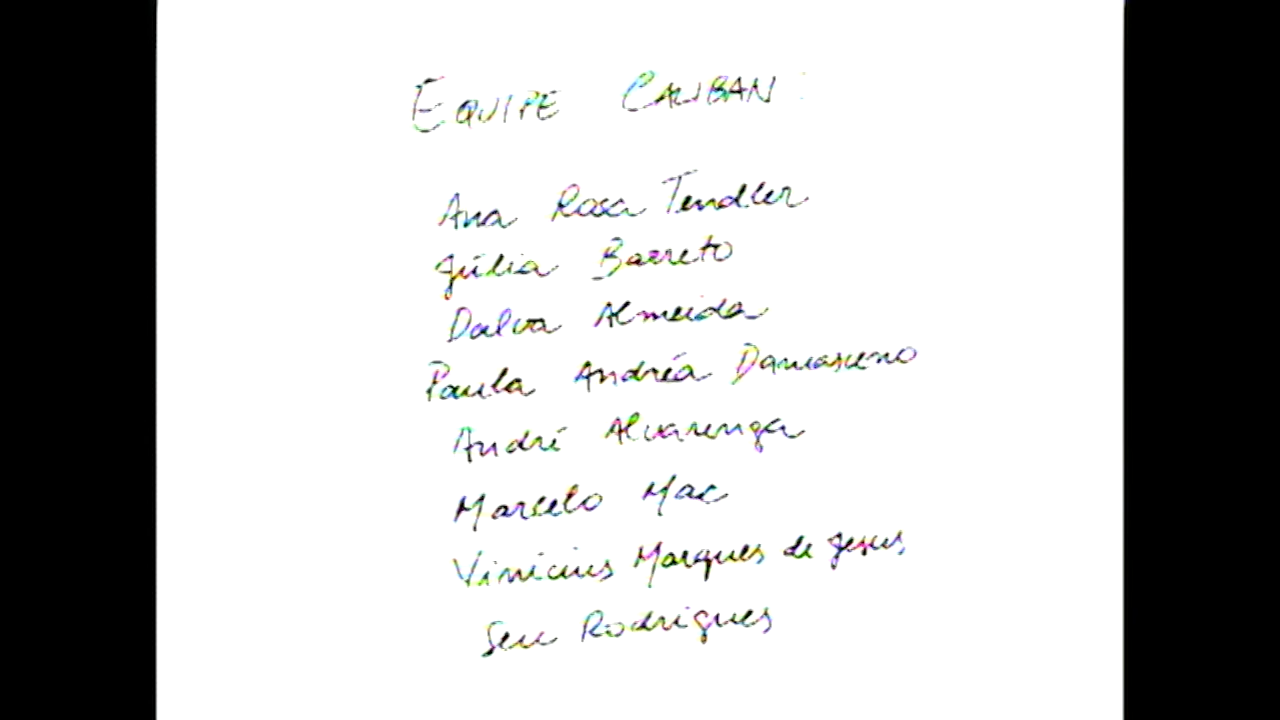 EQUIPE CALIBAN:
Ana Rosa Tendler
Júlia Barreto
Dalva Almeida
Paula Andréa Damasceno
André Alvarenga
Marcelo Mac
Vinicius Marques de Jesus
Seu Rodrigues